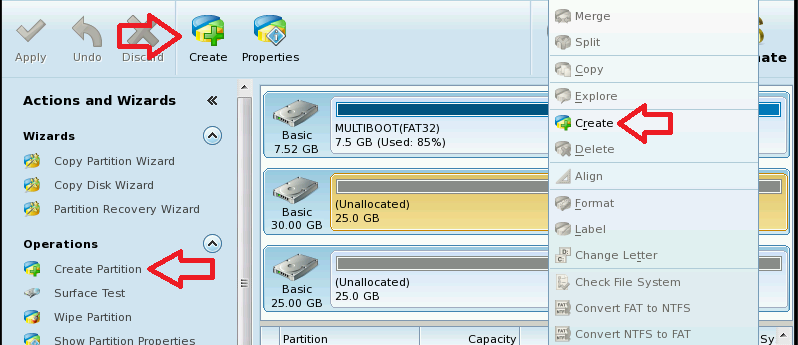 Apply
Undo
Discard
Create
Properties
nate
Actions and Wizards
Wizards
Copy Partition Wizard
Copy Disk Wizard
Partition Recovery Wizard
Operations
Create Partition
Surface Test
Wipe Partition
Show Partition Properties
Basic
7.52 GB
MULTIBOOT(FAT32)
7.5 GB (Used: 85%)
Basic
30.00 GB
(Unallocated)
25.0 GB
Basic
25.00 GB
(Unallocated)
25.0 GB
Partition
Capacity
Sy
Merge
Split
Copy
Explore
Create
Delete
Align
Format
Label
Change Letter
Check File System
Convert FAT to NTFS
Convert NTFS to FAT